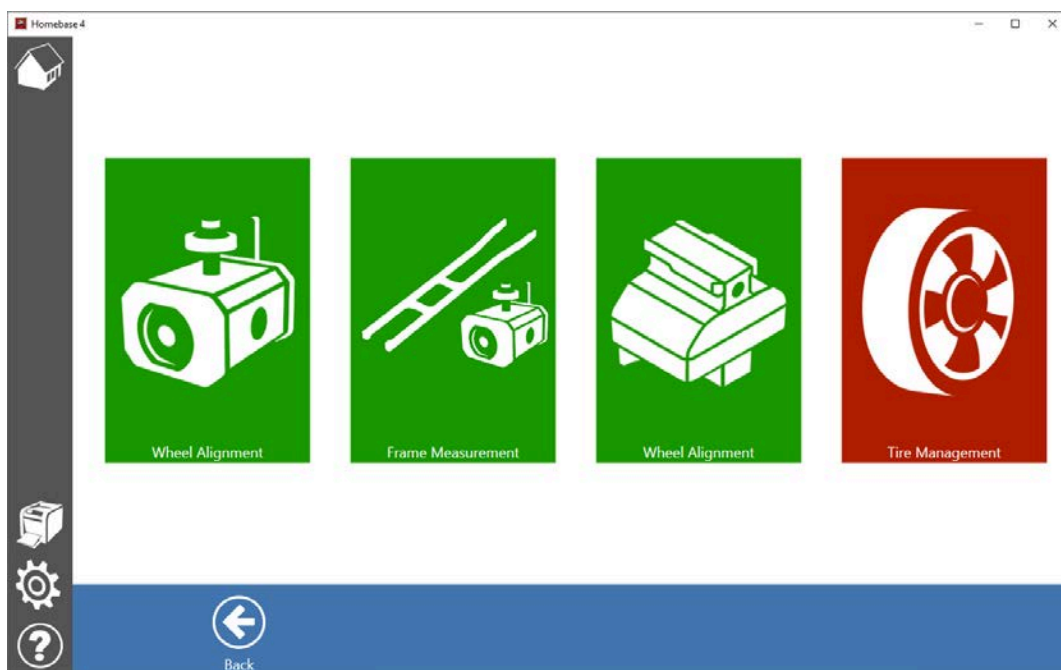 Homebase 4
Wheel Alignment
Frame Measurement
Wheel Alignment
Tire Management
Back